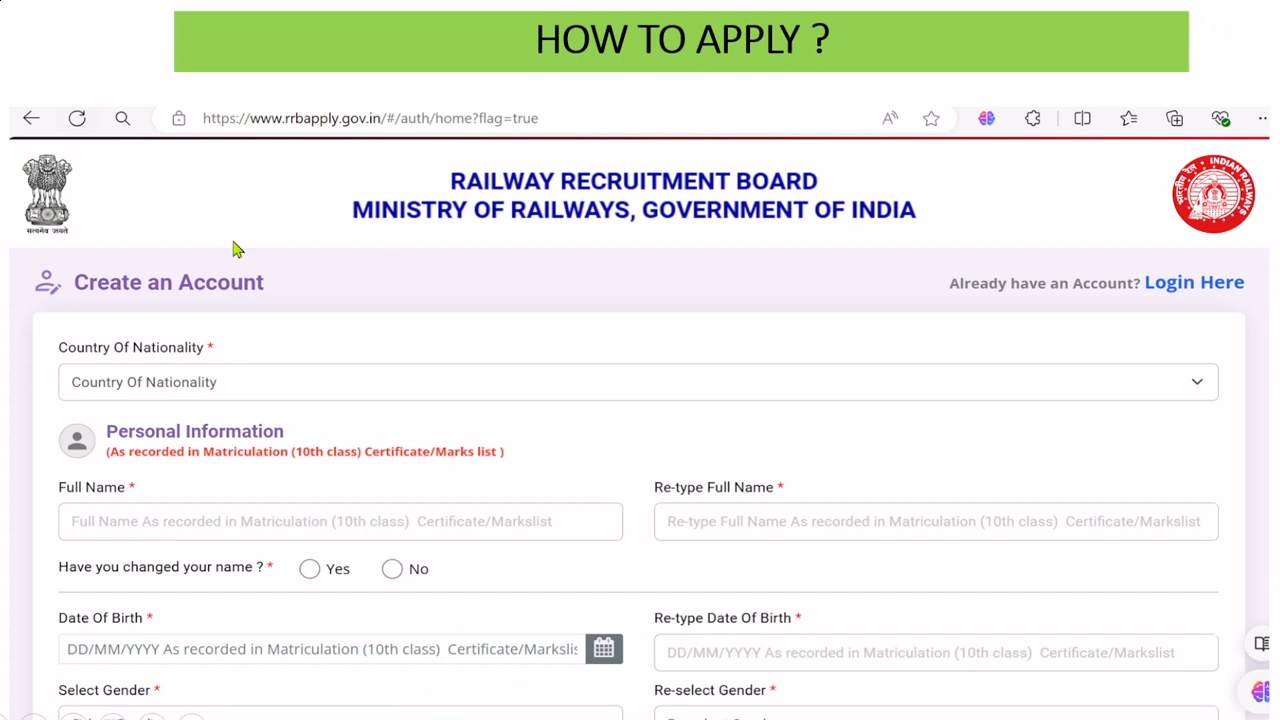 HOW TO APPLY ?
https://www.rrbapply.gov.in/#/auth/home?flag=true
RAILWAY RECRUITMENT BOARD
MINISTRY OF RAILWAYS, GOVERNMENT OF INDIA
सत्यमेव जयते
INDIAN RAILWAYS
भारतीय रेल
Create an Account
Already have an Account? Login Here
Country Of Nationality *
Country Of Nationality
Personal Information
(As recorded in Matriculation (10th class) Certificate/Marks list )
Full Name *
Re-type Full Name *
Full Name As recorded in Matriculation (10th class) Certificate/Markslist
Re-type Full Name As recorded in Matriculation (10th class) Certificate/Markslist
Have you changed your name ? * Yes No
Date Of Birth *
Re-type Date Of Birth *
DD/MM/YYYY As recorded in Matriculation (10th class) Certificate/Markslis
DD/MM/YYYY As recorded in Matriculation (10th class) Certificate/Markslist
Select Gender *
Re-select Gender *